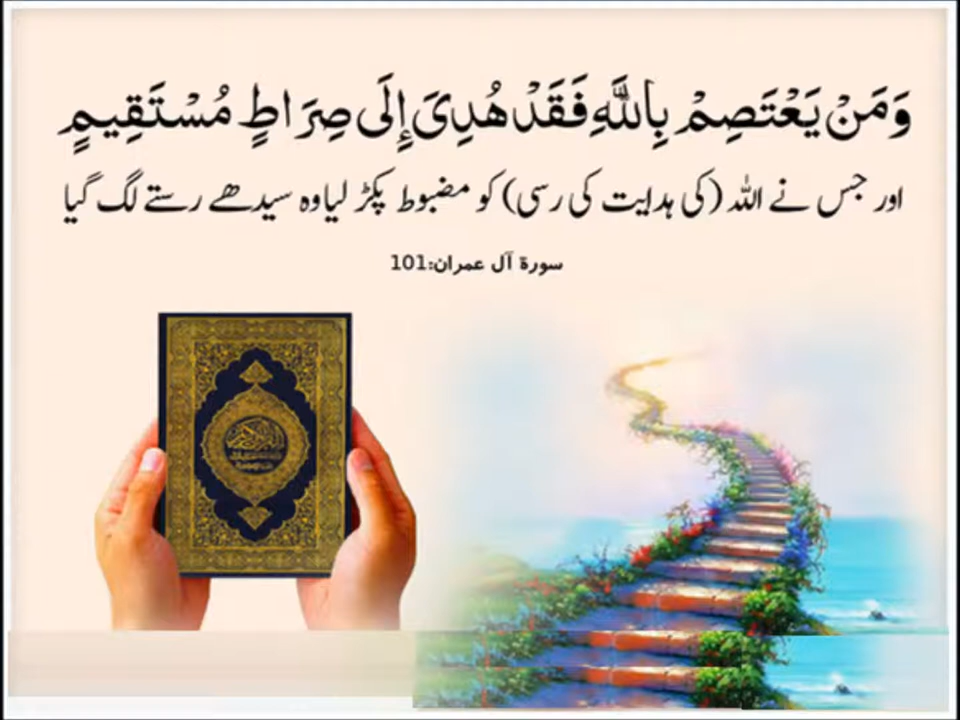 وَمَنْ يَعْتَصِمْ بِاللَّهِ فَقَدْ هُدِيَ إِلَى صِرَاطٍ مُسْتَقِيمٍ
اور جس نے اللہ (کی ہدایت کی رسی) کو مضبوط پکڑ لیا وہ سیدھے رستے لگ گیا
سورۃ آل عمران:101